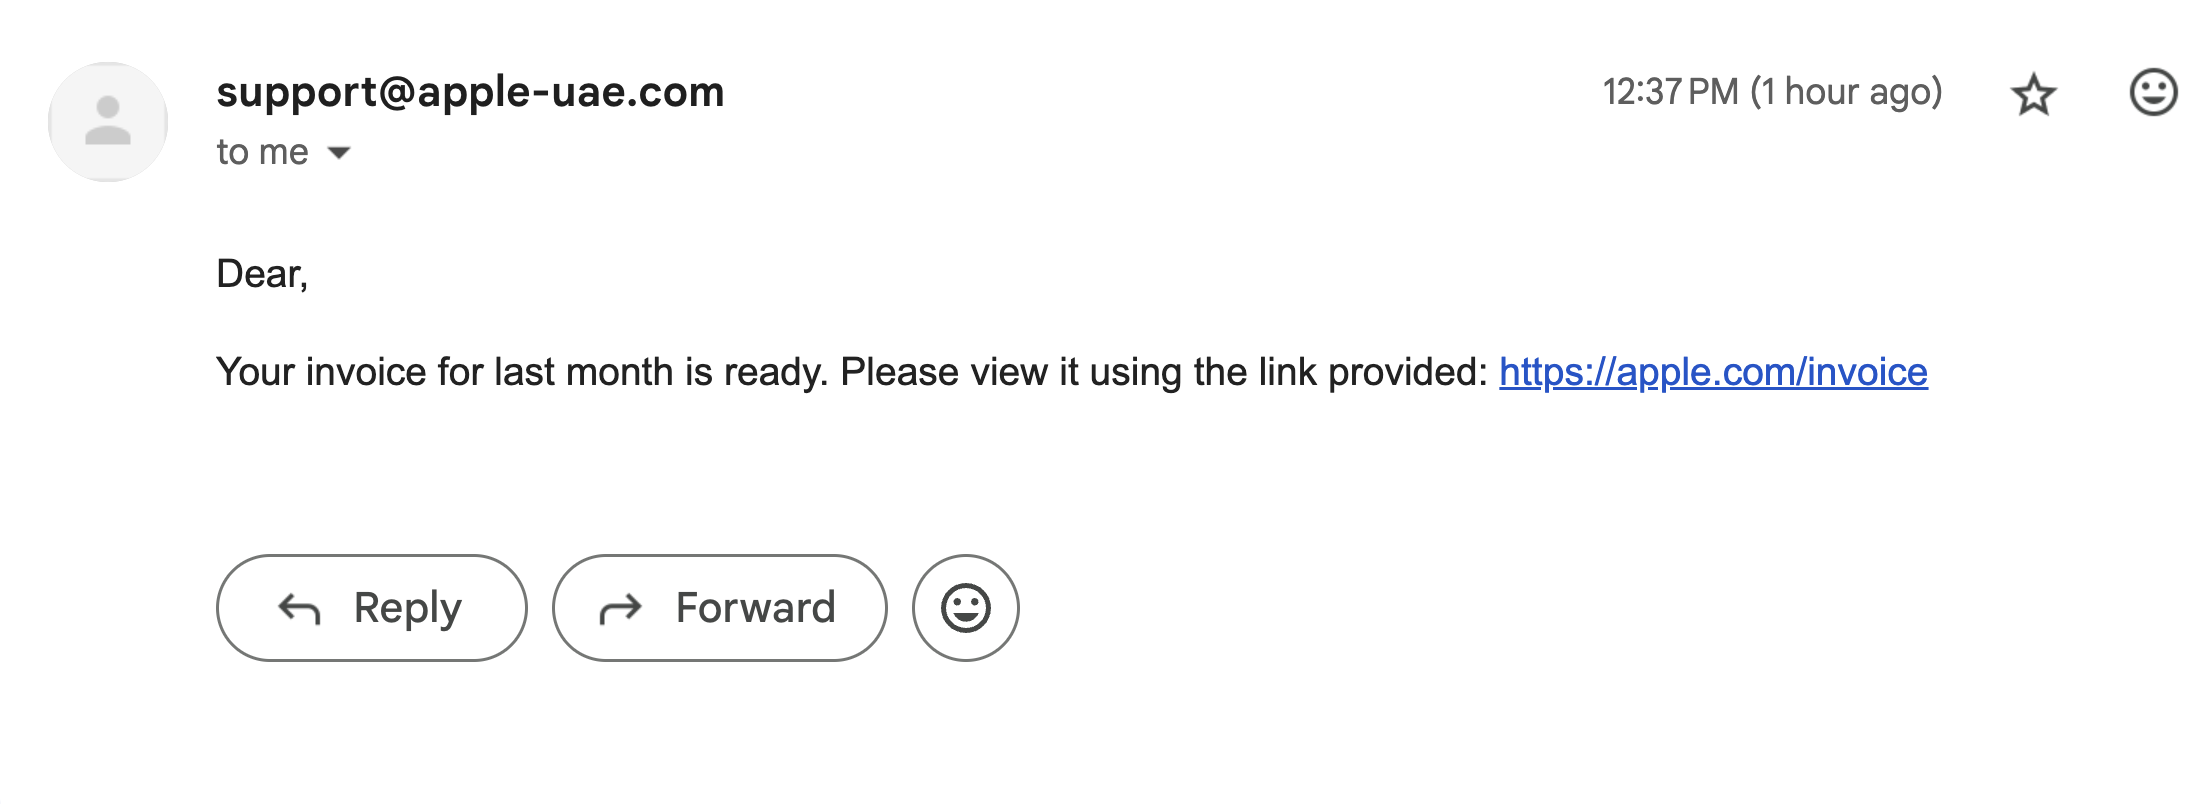 support@apple-uae.com
12:37 PM (1 hour ago)
to me
Dear,
Your invoice for last month is ready. Please view it using the link provided: https://apple.com/invoice
Reply
Forward